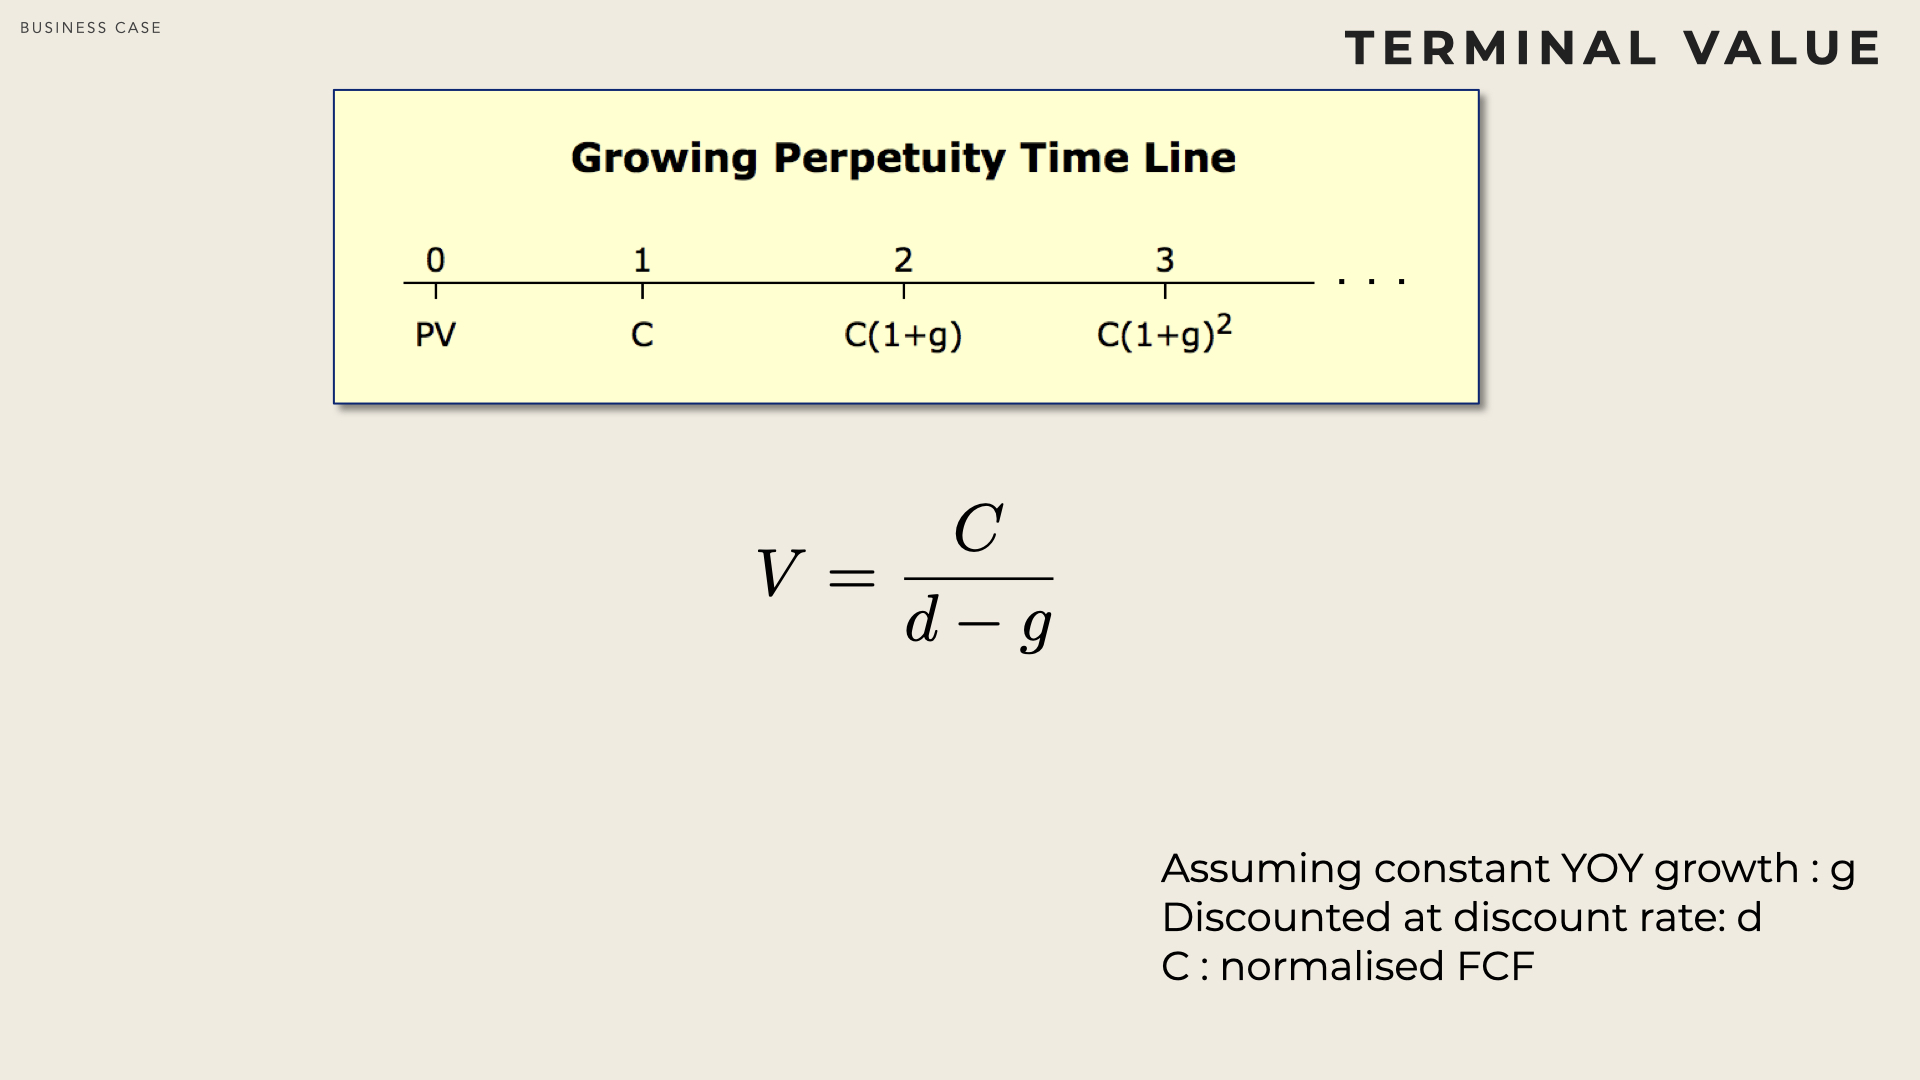 BUSINESS CASE
TERMINAL VALUE
Growing Perpetuity Time Line
0 1 2 3
. . .
PV C C(1+g) C(1+g)²
V = C / (d − g)
Assuming constant YOY growth : g
Discounted at discount rate: d
C : normalised FCF